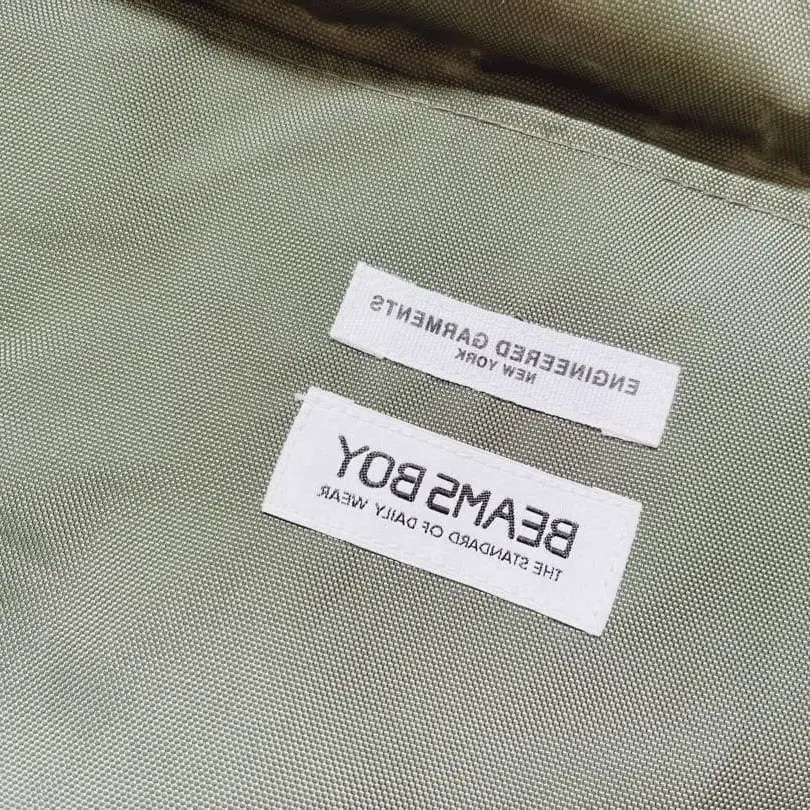 ENGINEERED GARMENTS
NEW YORK
BEAMS BOY
THE STANDARD OF DAILY WEAR